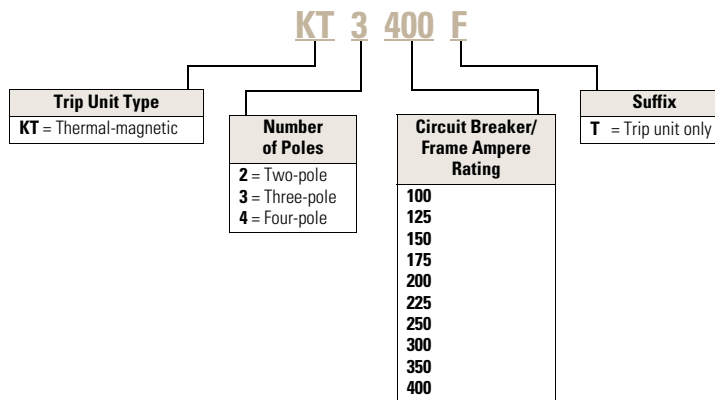 KT 3 400 F
Trip Unit Type
KT = Thermal-magnetic
Number
of Poles
2 = Two-pole
3 = Three-pole
4 = Four-pole
Circuit Breaker/
Frame Ampere
Rating
100
125
150
175
200
225
250
300
350
400
Suffix
T = Trip unit only